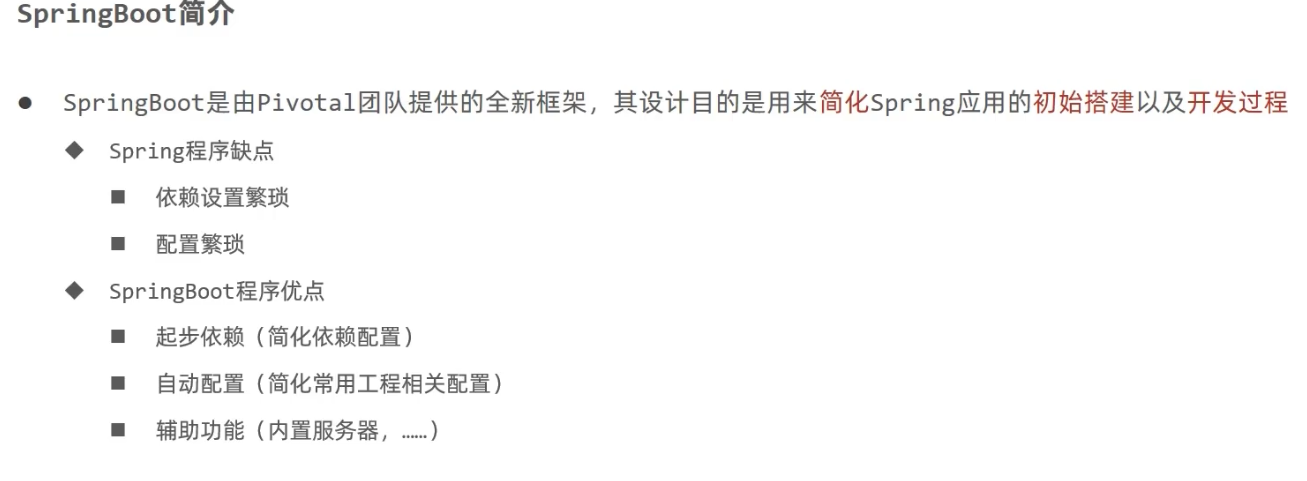 SpringBoot简介
SpringBoot是由Pivotal团队提供的全新框架，其设计目的是用来简化Spring应用的初始搭建以及开发过程
Spring程序缺点
依赖设置繁琐
配置繁琐
SpringBoot程序优点
起步依赖（简化依赖配置）
自动配置（简化常用工程相关配置）
辅助功能（内置服务器，……）